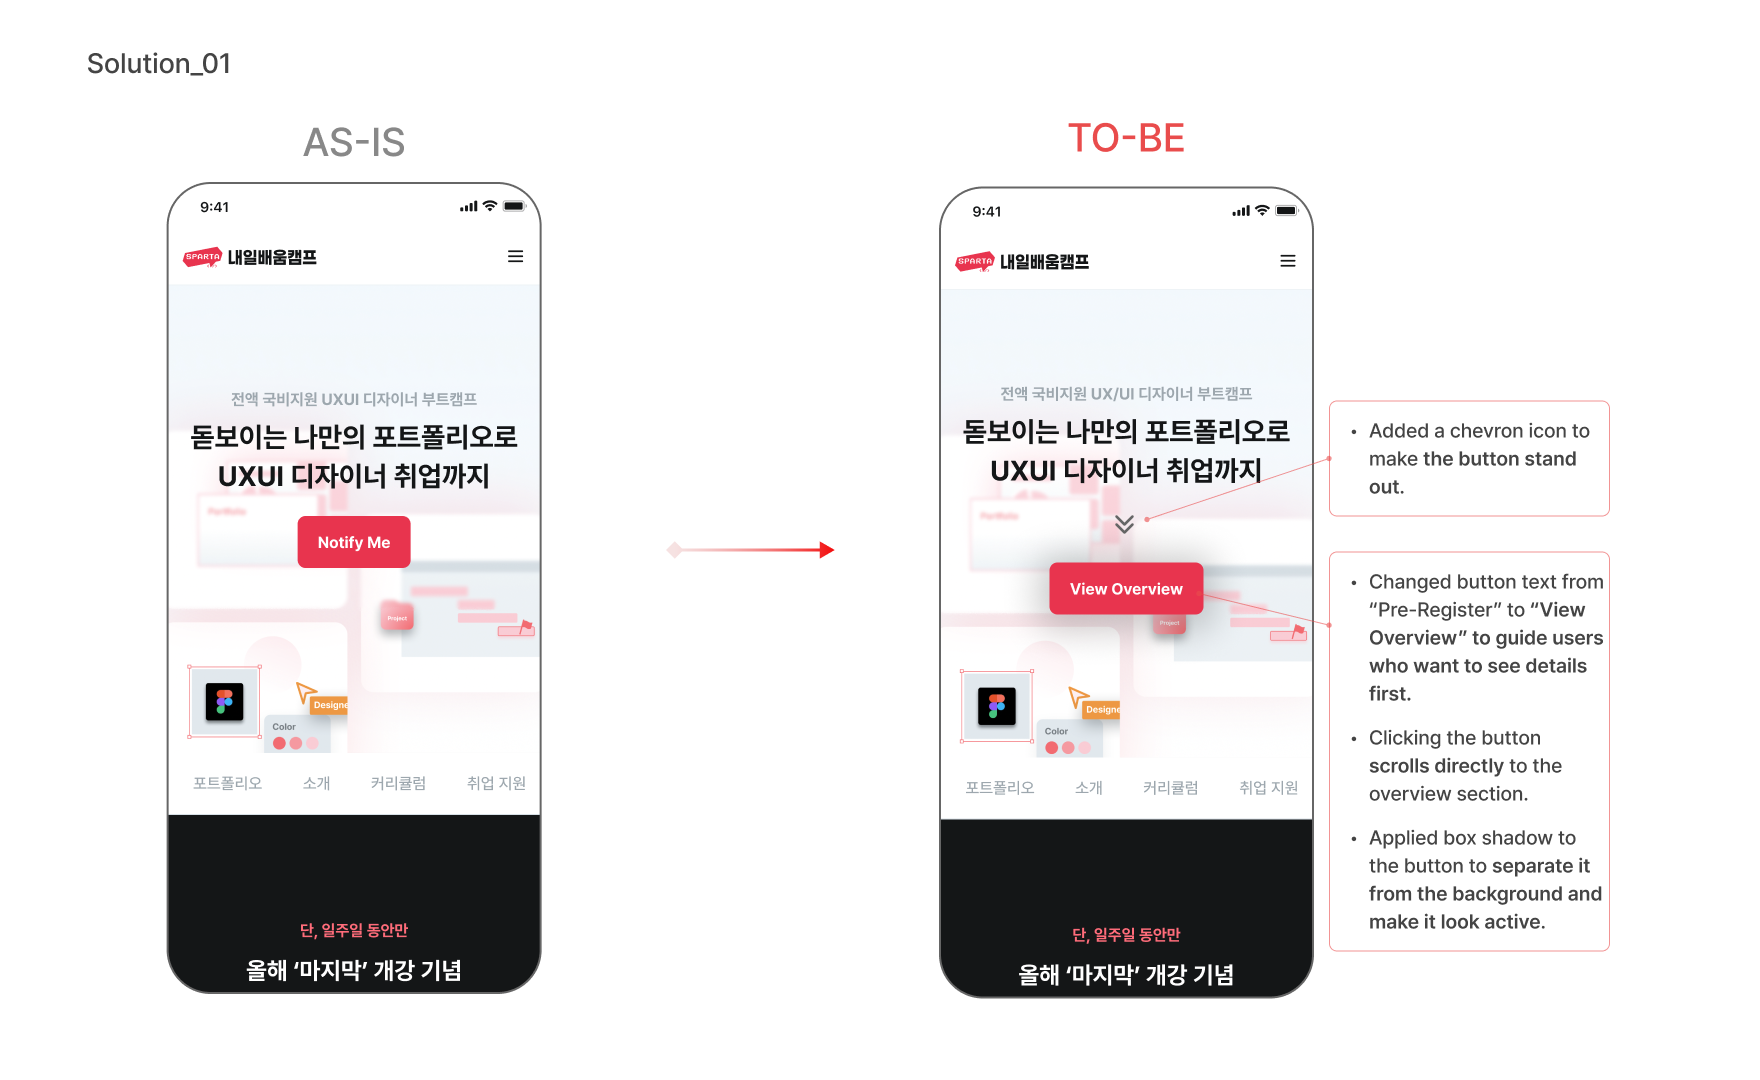 Solution_01
AS-IS
9:41
SPARTA
내일배움캠프
전액 국비지원 UXUI 디자이너 부트캠프
돋보이는 나만의 포트폴리오로
UXUI 디자이너 취업까지
Portfolio
Notify Me
Project
Designe
Color
포트폴리오 소개 커리큘럼 취업 지원
단, 일주일 동안만
올해 ‘마지막’ 개강 기념
TO-BE
9:41
SPARTA
내일배움캠프
전액 국비지원 UX/UI 디자이너 부트캠프
돋보이는 나만의 포트폴리오로
UXUI 디자이너 취업까지
Portfolio
View Overview
Project
Designe
Color
포트폴리오 소개 커리큘럼 취업 지원
단, 일주일 동안만
올해 ‘마지막’ 개강 기념
• Added a chevron icon to
make the button stand
out.
• Changed button text from
“Pre-Register” to “View
Overview” to guide users
who want to see details
first.
• Clicking the button
scrolls directly to the
overview section.
• Applied box shadow to
the button to separate it
from the background and
make it look active.